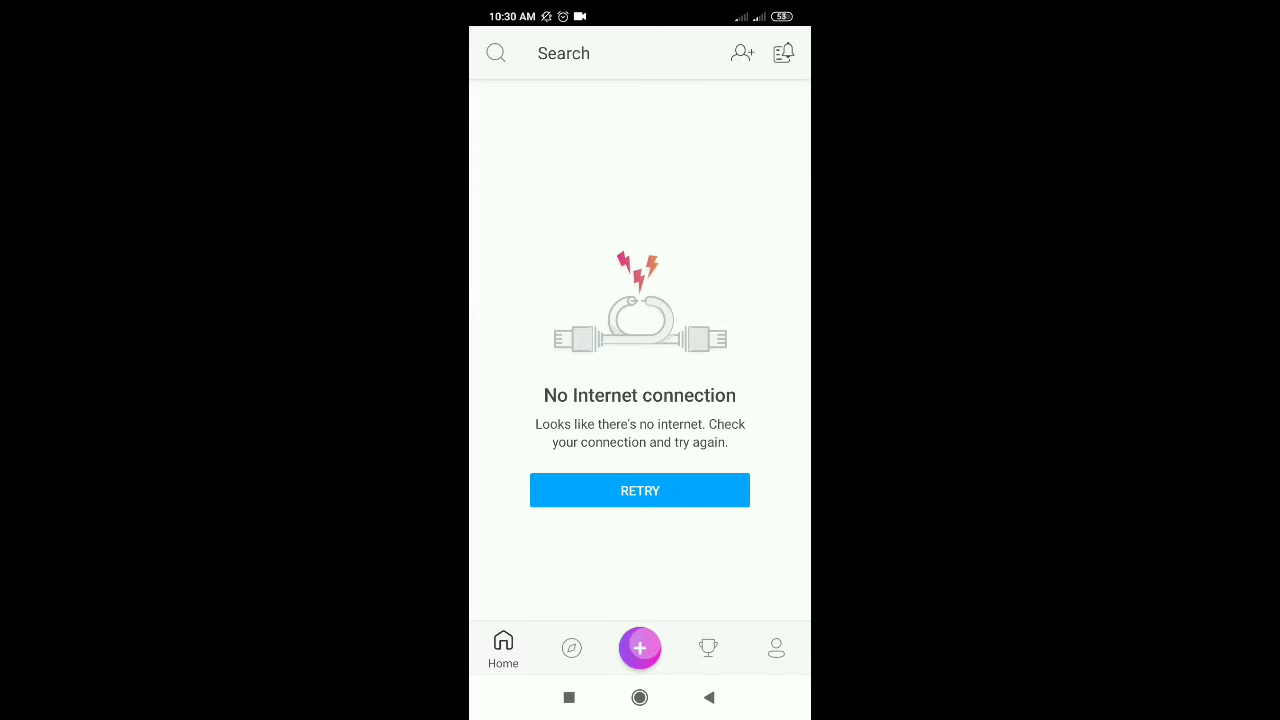 10:30 AM 53
Search
No Internet connection
Looks like there's no internet. Check
your connection and try again.
RETRY
Home